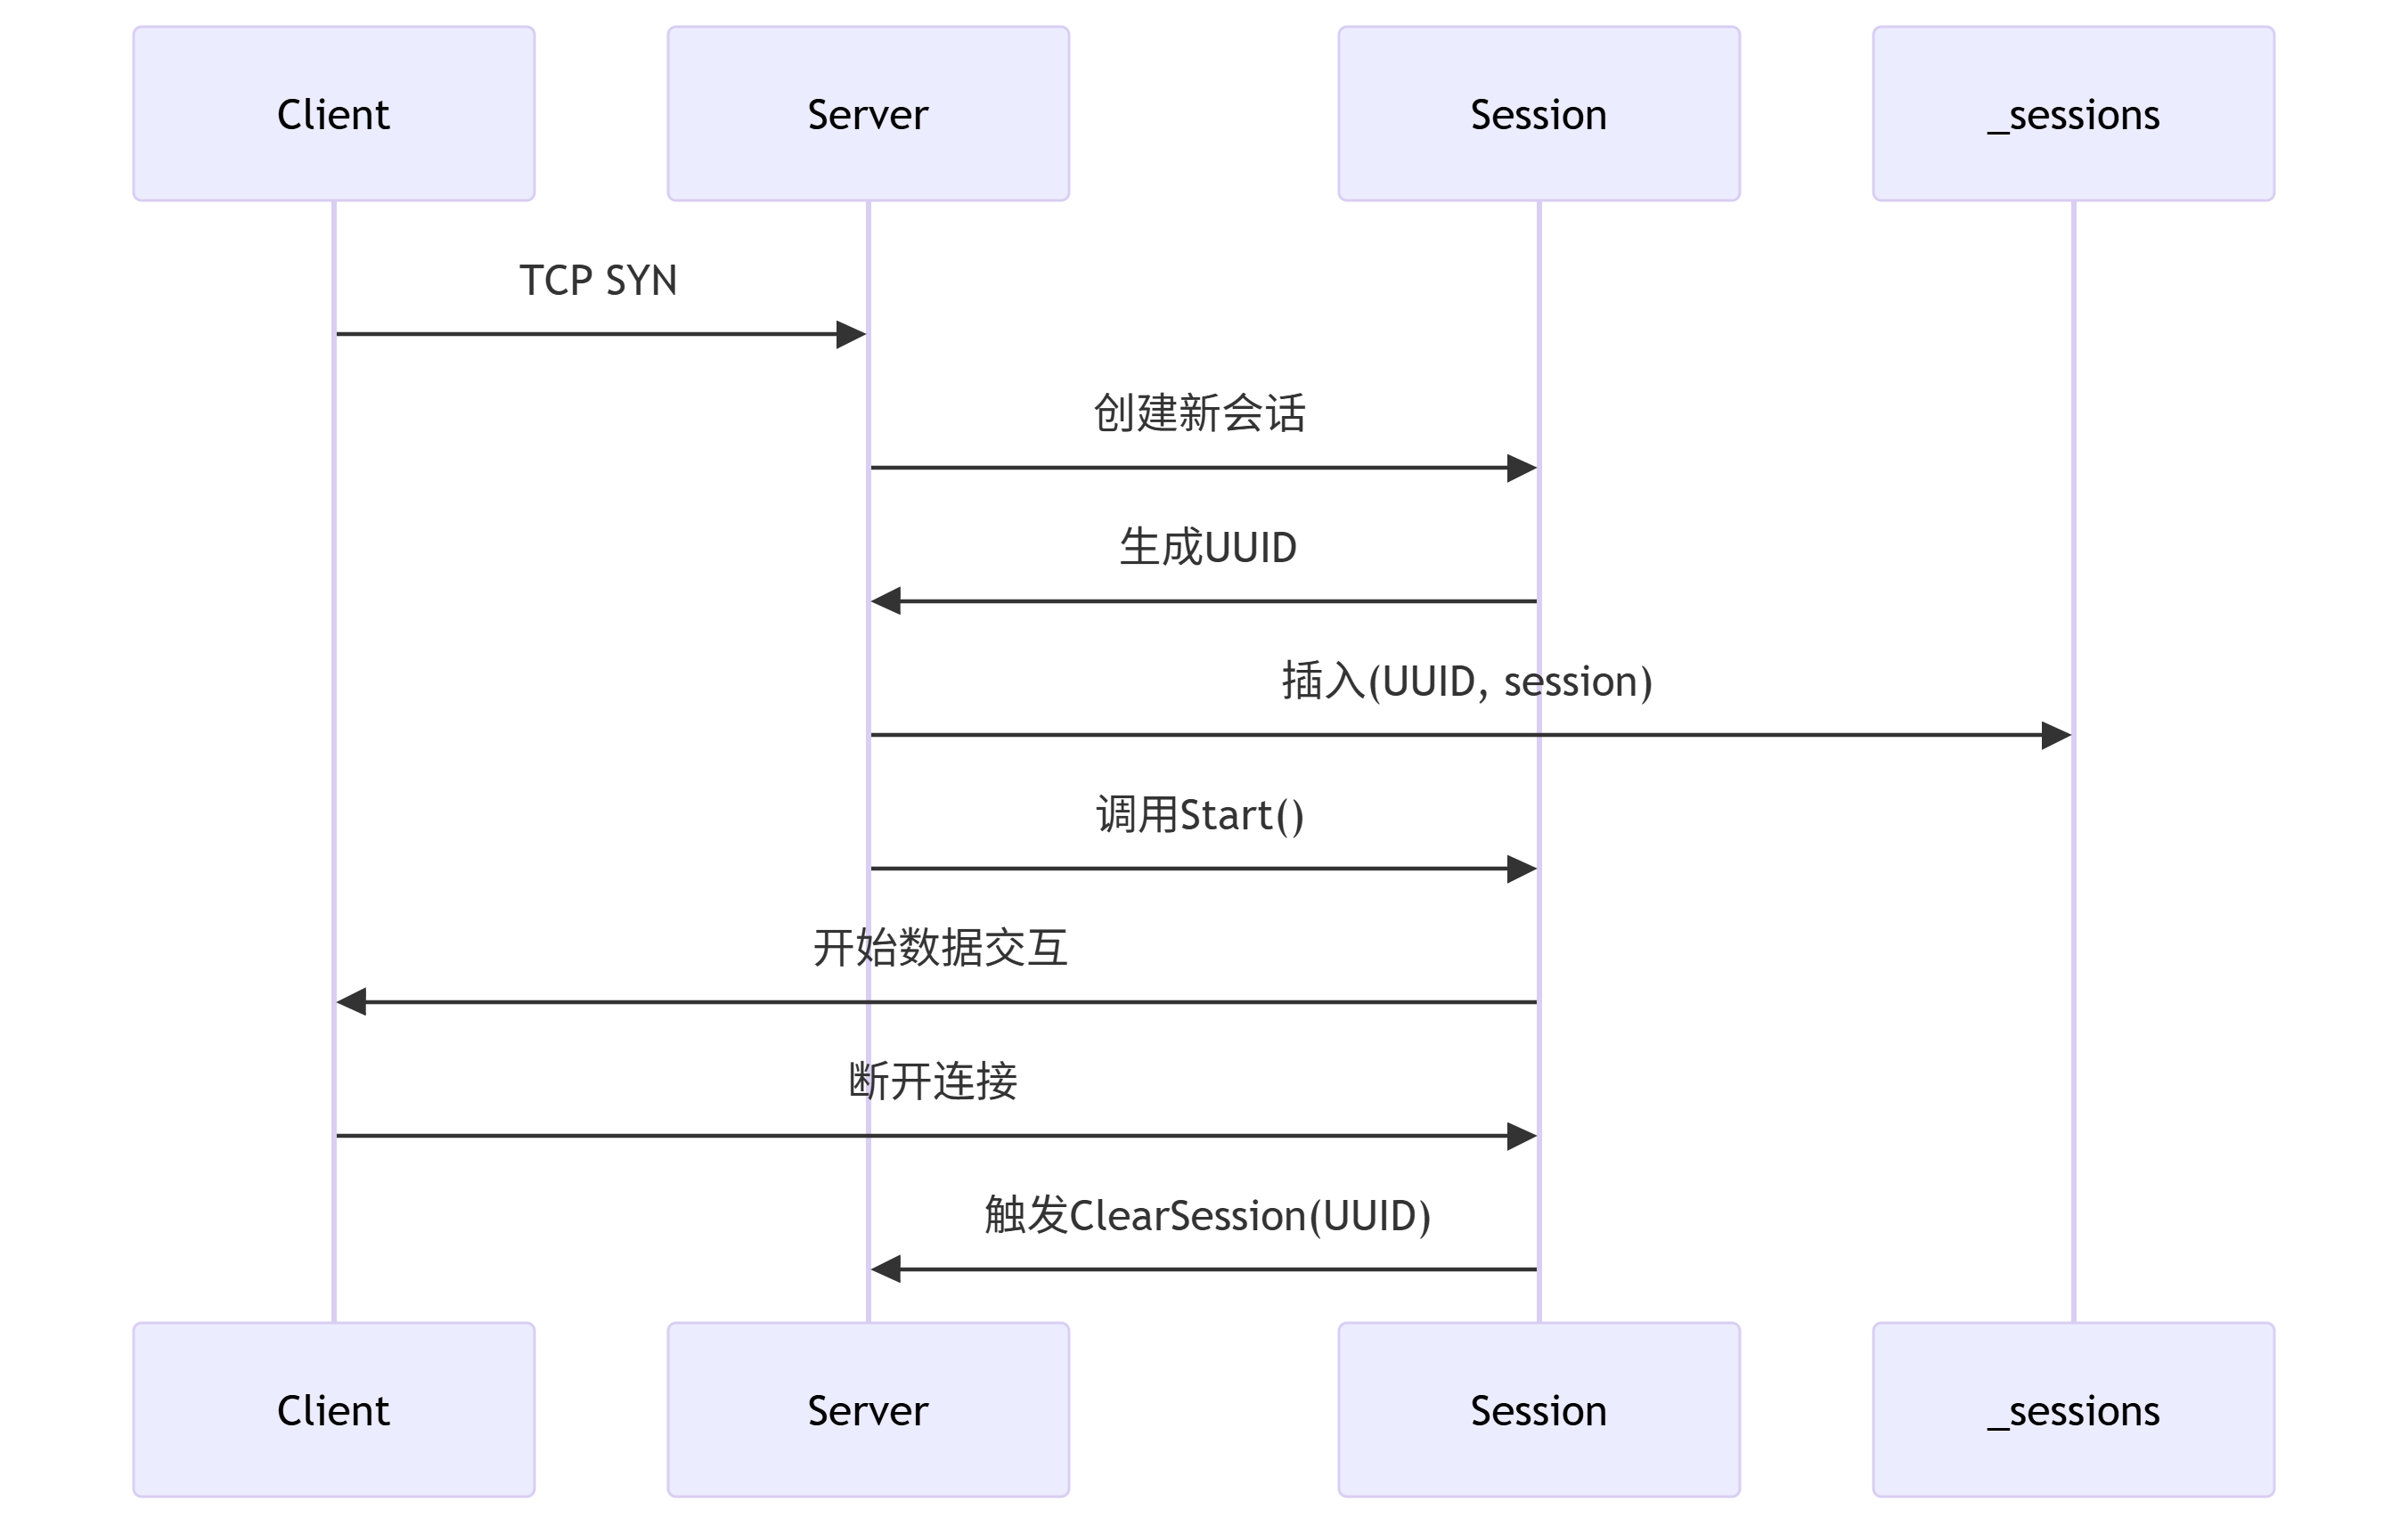 Client
Server
Session
_sessions
TCP SYN
创建新会话
生成UUID
插入(UUID, session)
调用Start()
开始数据交互
断开连接
触发ClearSession(UUID)
Client
Server
Session
_sessions